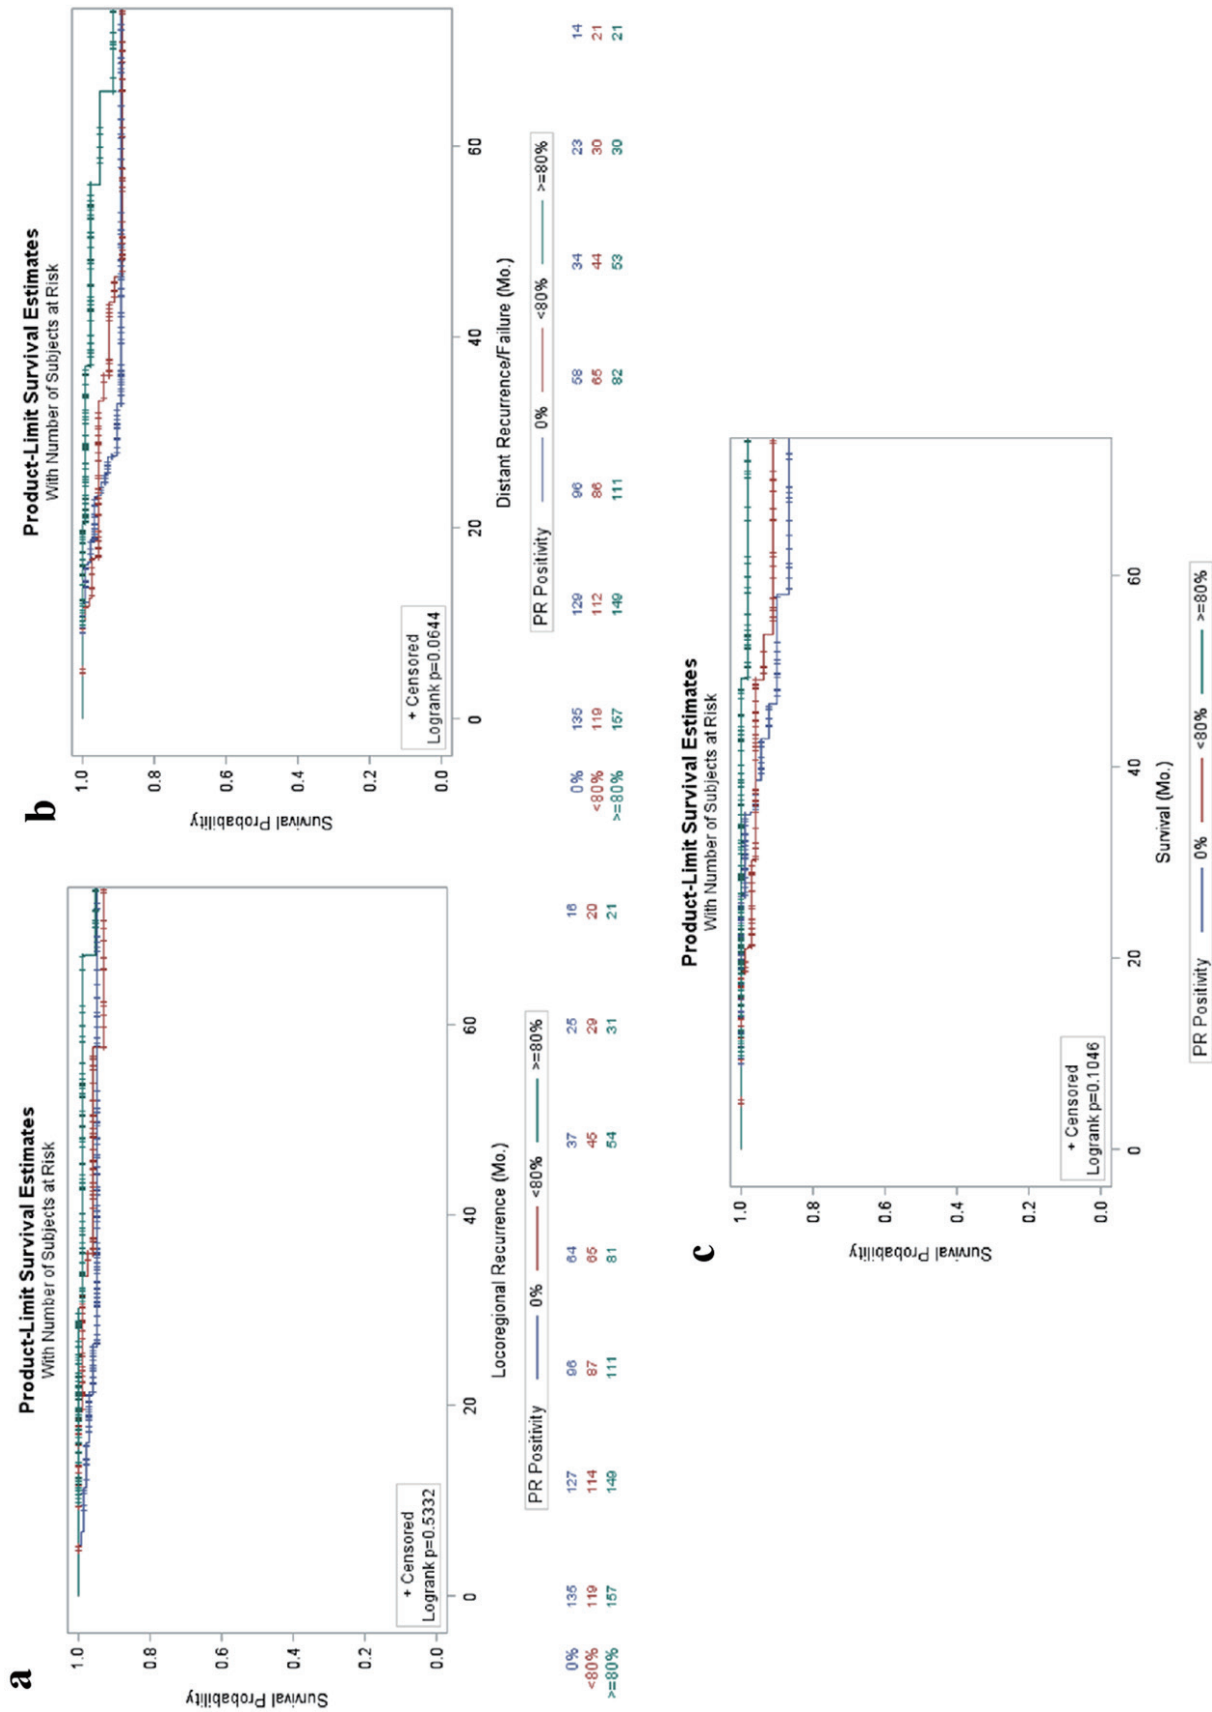 a
Product-Limit Survival Estimates
With Number of Subjects at Risk
1.0
0.8
0.6
0.4
0.2
0.0
Survival Probability
+ Censored
Logrank p=0.5332
0 20 40 60
Locoregional Recurrence (Mo.)
PR Positivity 0% <80% >=80%
0% 135 127 96 64 37 25 16
<80% 119 114 87 65 45 29 20
>=80% 157 149 111 81 54 31 21
b
Product-Limit Survival Estimates
With Number of Subjects at Risk
1.0
0.8
0.6
0.4
0.2
0.0
Survival Probability
+ Censored
Logrank p=0.0644
0 20 40 60
Distant Recurrence/Failure (Mo.)
PR Positivity 0% <80% >=80%
0% 135 129 96 58 34 23 14
<80% 119 112 86 65 44 30 21
>=80% 157 149 111 82 53 30 21
c
Product-Limit Survival Estimates
With Number of Subjects at Risk
1.0
0.8
0.6
0.4
0.2
0.0
Survival Probability
+ Censored
Logrank p=0.1046
0 20 40 60
Survival (Mo.)
PR Positivity 0% <80% >=80%